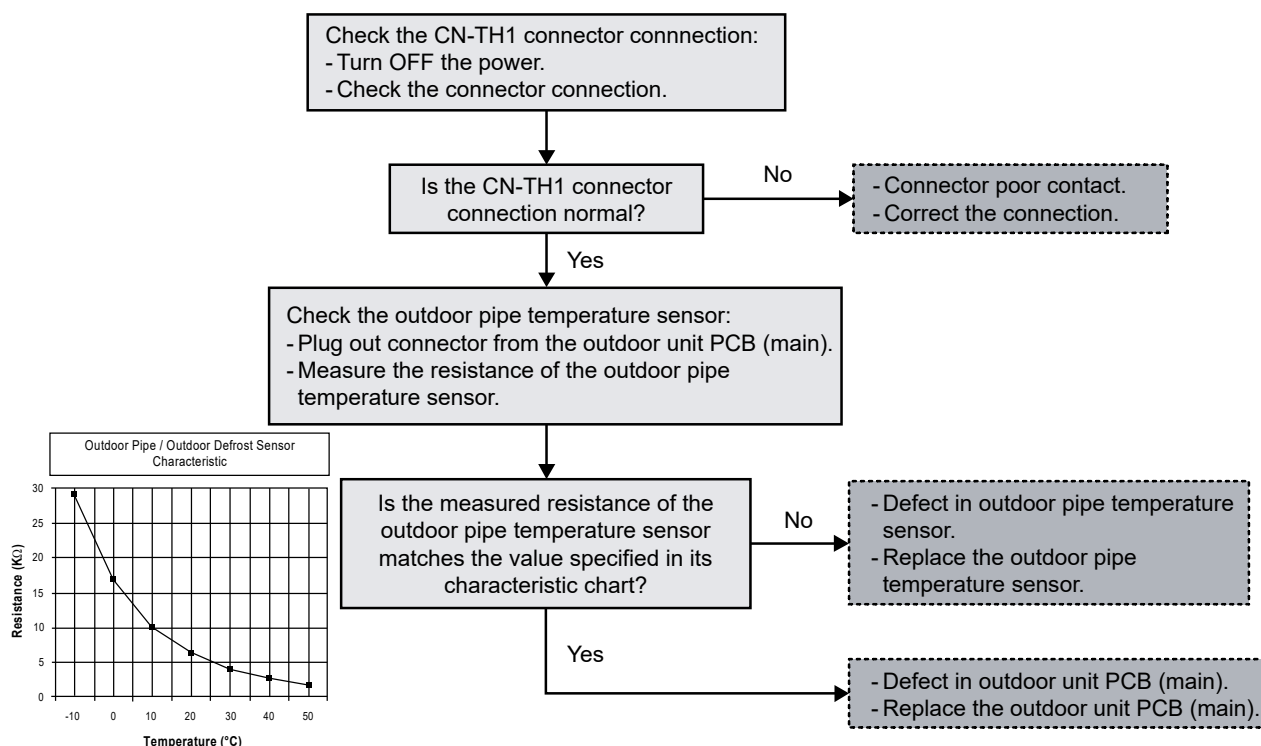 Check the CN-TH1 connector connnection:
- Turn OFF the power.
- Check the connector connection.
Is the CN-TH1 connector
connection normal?
No
- Connector poor contact.
- Correct the connection.
Yes
Check the outdoor pipe temperature sensor:
- Plug out connector from the outdoor unit PCB (main).
- Measure the resistance of the outdoor pipe
temperature sensor.
Outdoor Pipe / Outdoor Defrost Sensor
Characteristic
30
25
20
15
10
5
0
Resistance (KΩ)
-10 0 10 20 30 40 50
Temperature (°C)
Is the measured resistance of the
outdoor pipe temperature sensor
matches the value specified in its
characteristic chart?
No
- Defect in outdoor pipe temperature
sensor.
- Replace the outdoor pipe
temperature sensor.
Yes
- Defect in outdoor unit PCB (main).
- Replace the outdoor unit PCB (main).